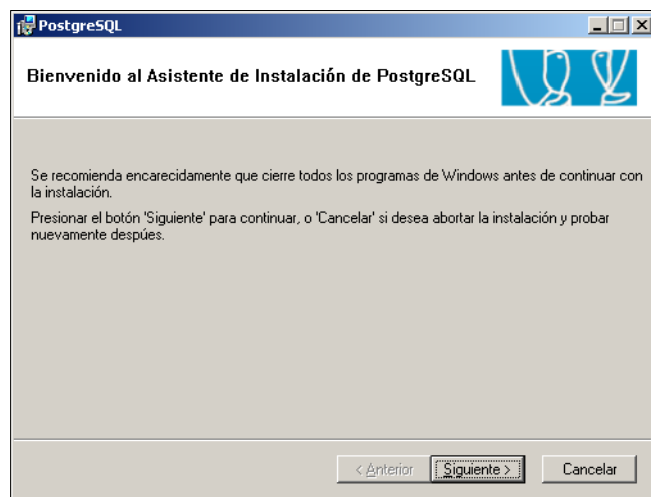 PostgreSQL
Bienvenido al Asistente de Instalación de PostgreSQL
Se recomienda encarecidamente que cierre todos los programas de Windows antes de continuar con
la instalación.
Presionar el botón 'Siguiente' para continuar, o 'Cancelar' si desea abortar la instalación y probar
nuevamente despúes.
< Anterior
Siguiente >
Cancelar